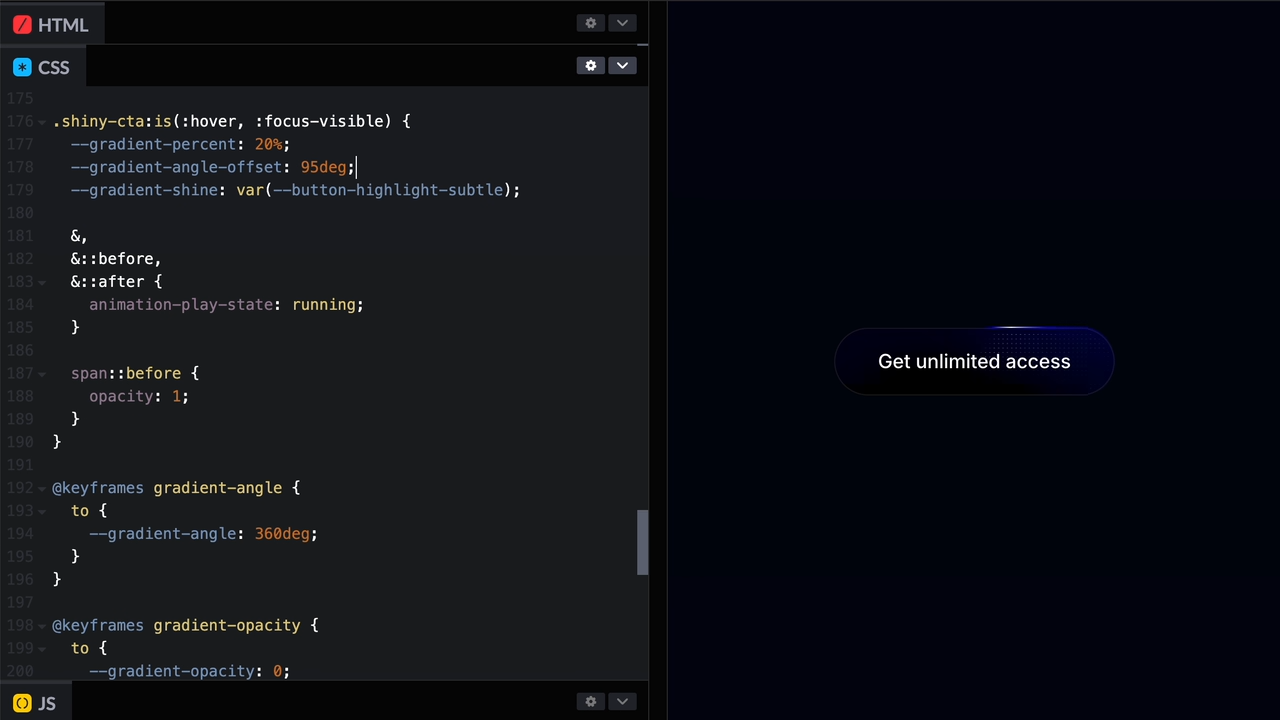 HTML
CSS
175
176 .shiny-cta:is(:hover, :focus-visible) {
177   --gradient-percent: 20%;
178   --gradient-angle-offset: 95deg;
179   --gradient-shine: var(--button-highlight-subtle);
180
181   &,
182   &::before,
183   &::after {
184     animation-play-state: running;
185   }
186
187   span::before {
188     opacity: 1;
189   }
190 }
191
192 @keyframes gradient-angle {
193   to {
194     --gradient-angle: 360deg;
195   }
196 }
197
198 @keyframes gradient-opacity {
199   to {
200     --gradient-opacity: 0;
JS
Get unlimited access